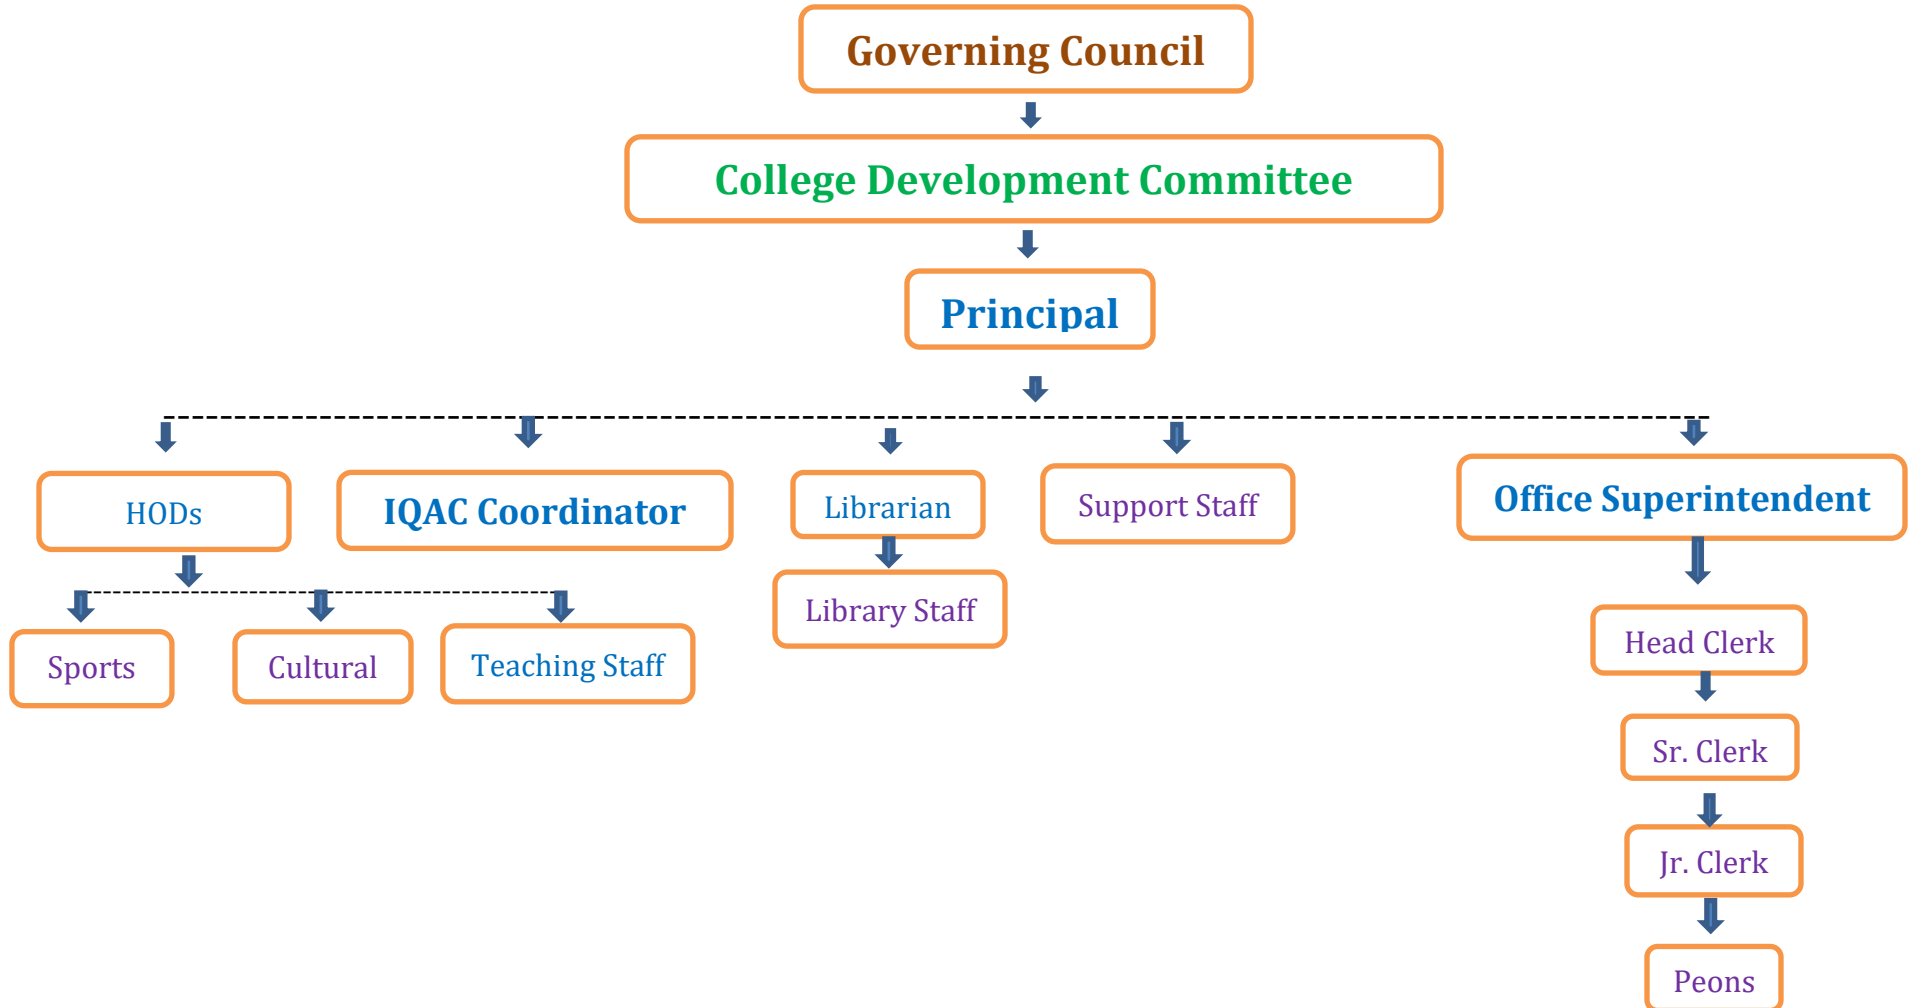 Governing Council
College Development Committee
Principal
HODs
IQAC Coordinator
Librarian
Support Staff
Office Superintendent
Sports
Cultural
Teaching Staff
Library Staff
Head Clerk
Sr. Clerk
Jr. Clerk
Peons